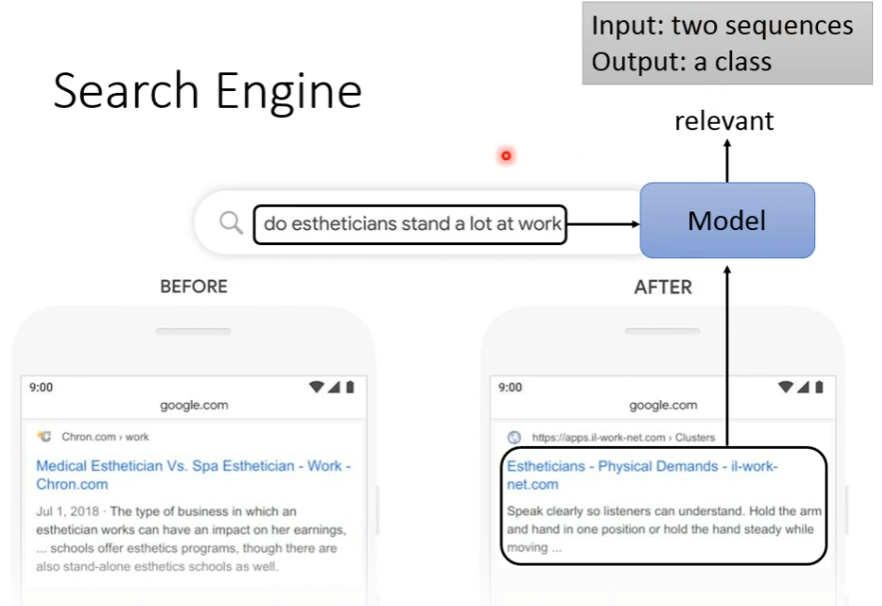 Input: two sequences
Output: a class
Search Engine
relevant
do estheticians stand a lot at work
Model
BEFORE
AFTER
9:00
google.com
Chron.com › work
Medical Esthetician Vs. Spa Esthetician - Work -
Chron.com
Jul 1, 2018 · The type of business in which an
esthetician works can have an impact on her earnings,
... schools offer esthetics programs, though there are
also stand-alone esthetics schools as well.
9:00
google.com
https://apps.il-work-net.com › Clusters
Estheticians - Physical Demands - il-work-
net.com
Speak clearly so listeners can understand. Hold the arm
and hand in one position or hold the hand steady while
moving ...